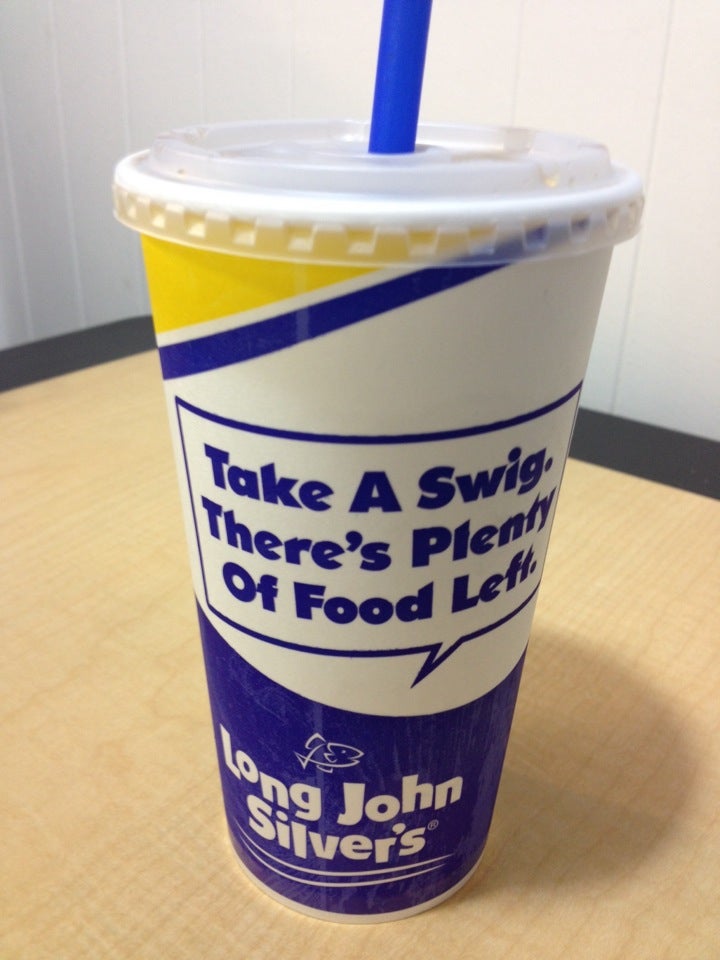 Take A Swig.
There's Plenty
Of Food Left.
Long John
Silver's®